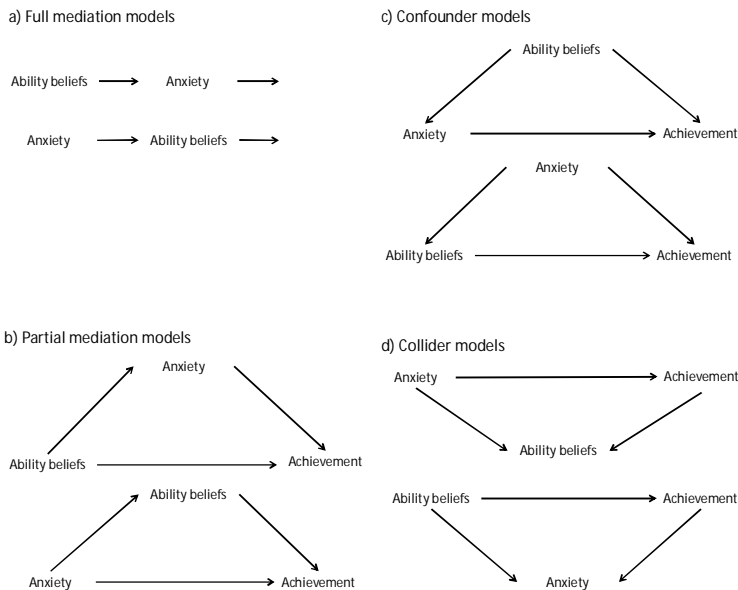 a) Full mediation models
Ability beliefs Anxiety
Anxiety Ability beliefs
b) Partial mediation models
Anxiety
Ability beliefs Achievement
Ability beliefs
Anxiety Achievement
c) Confounder models
Ability beliefs
Anxiety Achievement
Anxiety
Ability beliefs Achievement
d) Collider models
Anxiety Achievement
Ability beliefs
Ability beliefs Achievement
Anxiety